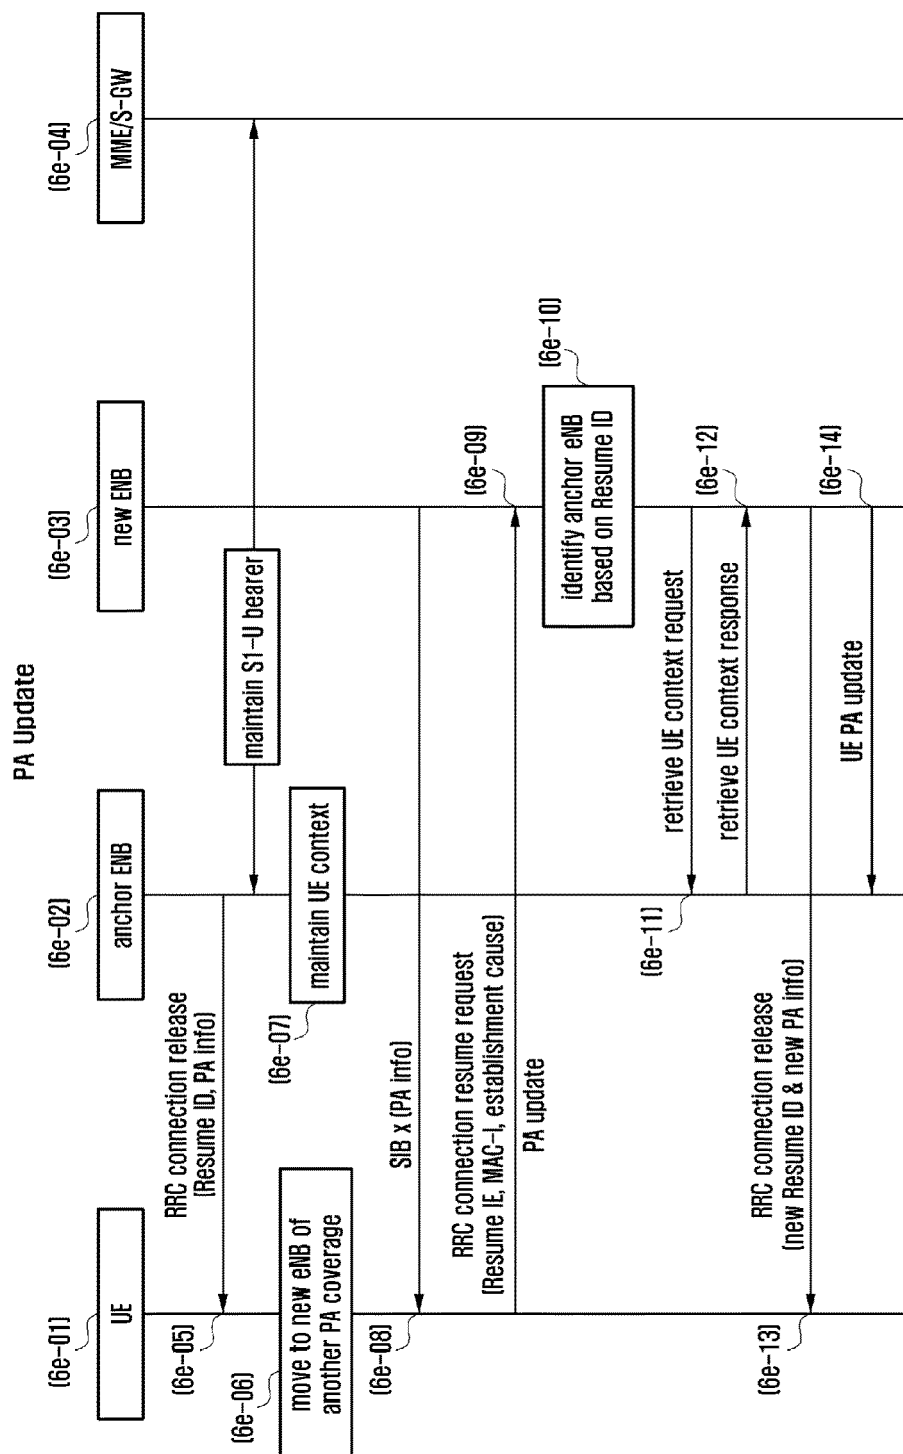 PA Update
(6e-01)
UE
(6e-02)
anchor ENB
(6e-03)
new ENB
(6e-04)
MME/S-GW
(6e-05)
RRC connection release
(Resume ID, PA info)
maintain S1-U bearer
(6e-06)
move to new eNB of
another PA coverage
(6e-07)
maintain UE context
(6e-08)
SIB x (PA info)
RRC connection resume request
(Resume IE, MAC-I, establishment cause)
PA update
(6e-09)
(6e-10)
identify anchor eNB
based on Resume ID
retrieve UE context request
(6e-11)
retrieve UE context response
(6e-12)
(6e-13)
RRC connection release
(new Resume ID & new PA info)
UE PA update
(6e-14)